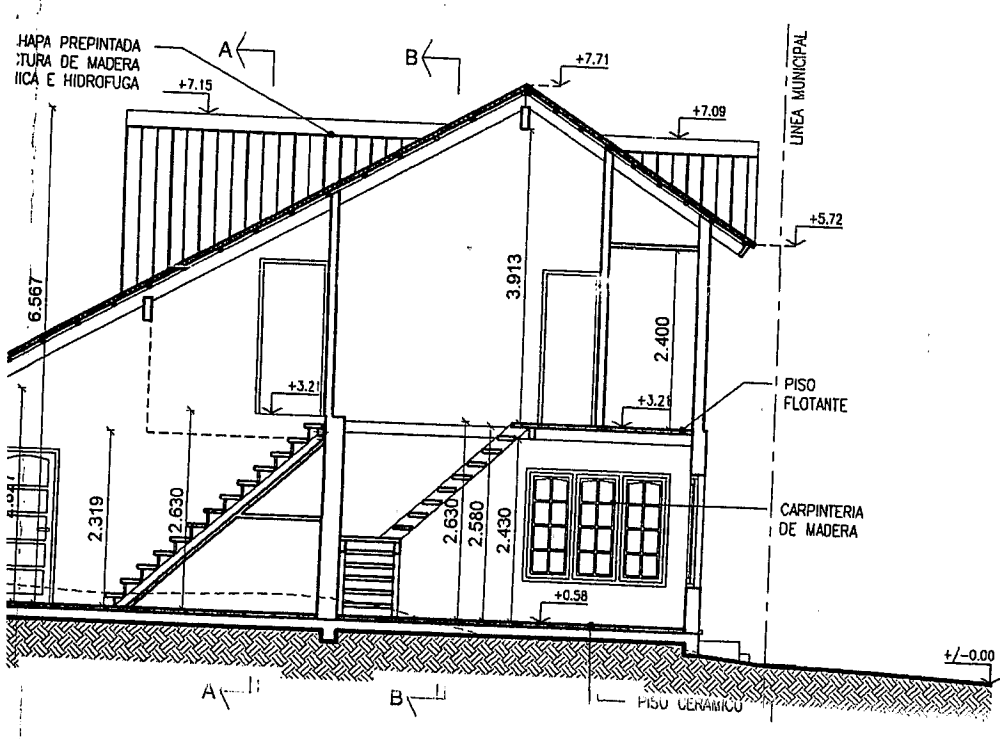 HAPA PREPINTADA
CTURA DE MADERA
ICA E HIDROFUGA
A
B
+7.71
+7.15
+7.09
LINEA MUNICIPAL
+5.72
6.567
3.913
2.400
+3.21
+3.28
PISO
FLOTANTE
2.319
2.630
2.630
2.580
2.430
CARPINTERIA
DE MADERA
+0.58
+/-0.00
A
B
PISO CERAMICO